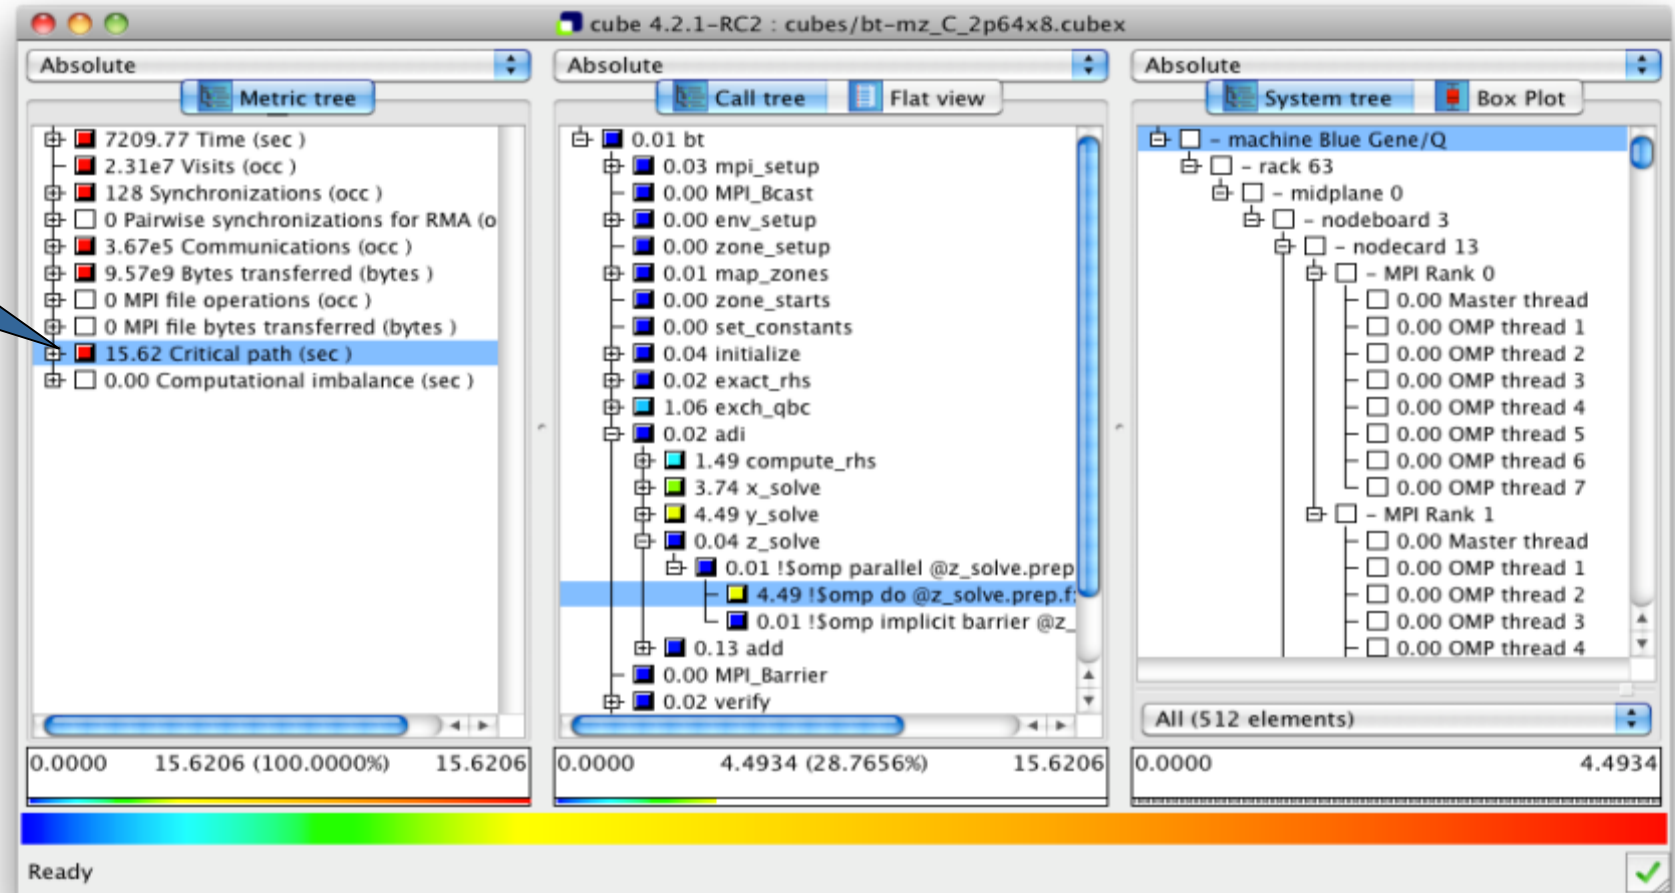 cube 4.2.1-RC2 : cubes/bt-mz_C_2p64x8.cubex
Absolute
Metric tree
7209.77 Time (sec )
2.31e7 Visits (occ )
128 Synchronizations (occ )
0 Pairwise synchronizations for RMA (o
3.67e5 Communications (occ )
9.57e9 Bytes transferred (bytes )
0 MPI file operations (occ )
0 MPI file bytes transferred (bytes )
15.62 Critical path (sec )
0.00 Computational imbalance (sec )
0.0000 15.6206 (100.0000%) 15.6206
Absolute
Call tree Flat view
0.01 bt
0.03 mpi_setup
0.00 MPI_Bcast
0.00 env_setup
0.00 zone_setup
0.01 map_zones
0.00 zone_starts
0.00 set_constants
0.04 initialize
0.02 exact_rhs
1.06 exch_qbc
0.02 adi
1.49 compute_rhs
3.74 x_solve
4.49 y_solve
0.04 z_solve
0.01 !$omp parallel @z_solve.prep
4.49 !$omp do @z_solve.prep.f:
0.01 !$omp implicit barrier @z_
0.13 add
0.00 MPI_Barrier
0.02 verify
0.0000 4.4934 (28.7656%) 15.6206
Absolute
System tree Box Plot
- machine Blue Gene/Q
- rack 63
- midplane 0
- nodeboard 3
- nodecard 13
- MPI Rank 0
0.00 Master thread
0.00 OMP thread 1
0.00 OMP thread 2
0.00 OMP thread 3
0.00 OMP thread 4
0.00 OMP thread 5
0.00 OMP thread 6
0.00 OMP thread 7
- MPI Rank 1
0.00 Master thread
0.00 OMP thread 1
0.00 OMP thread 2
0.00 OMP thread 3
0.00 OMP thread 4
All (512 elements)
0.0000 4.4934
Ready